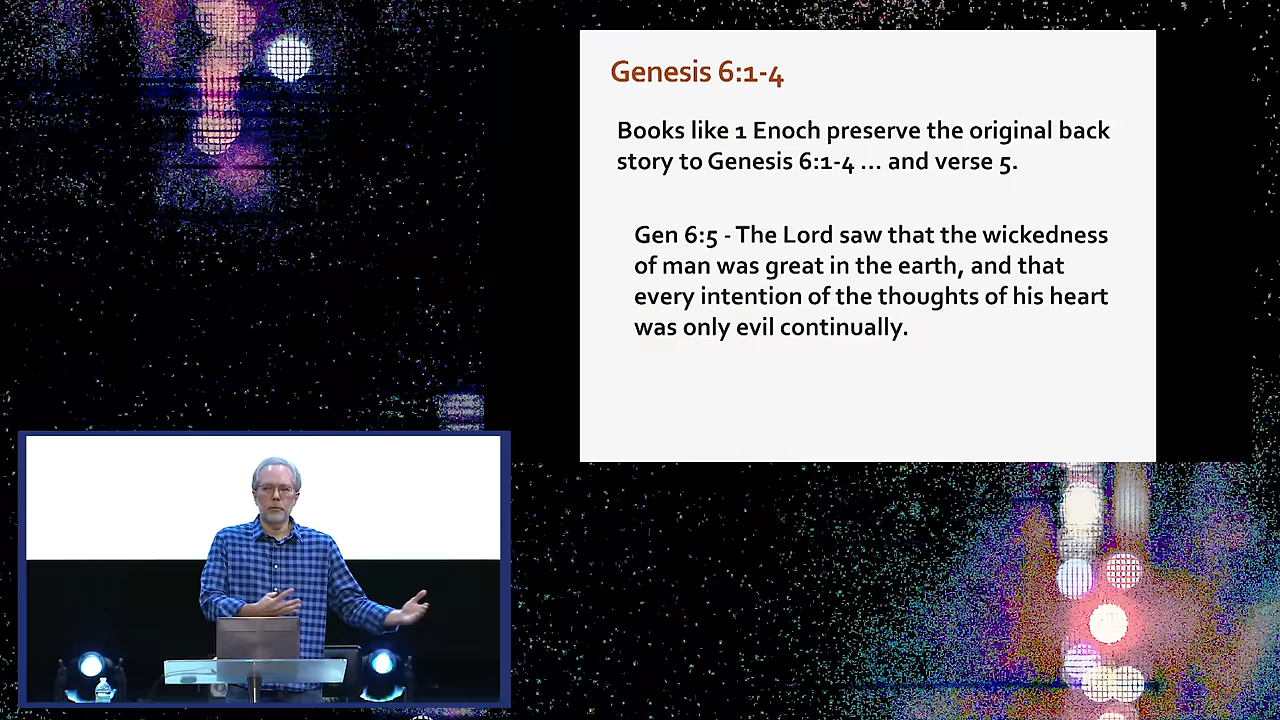 Genesis 6:1-4
Books like 1 Enoch preserve the original back
story to Genesis 6:1-4 ... and verse 5.
Gen 6:5 - The Lord saw that the wickedness
of man was great in the earth, and that
every intention of the thoughts of his heart
was only evil continually.